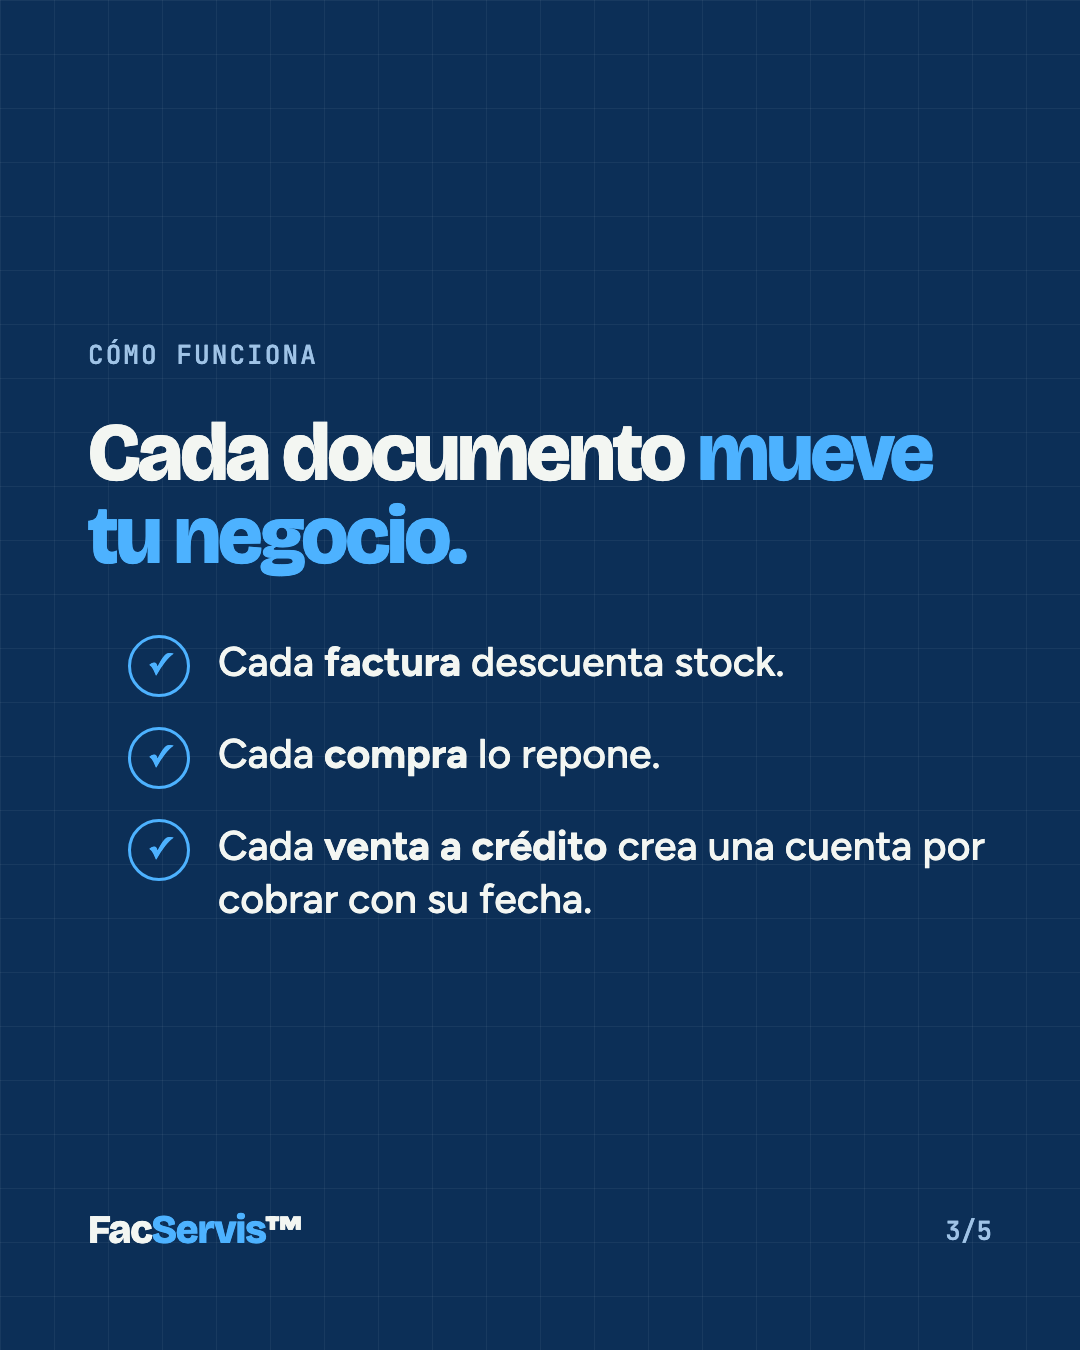 CÓMO FUNCIONA
Cada documento mueve
tu negocio.
✓ Cada factura descuenta stock.
✓ Cada compra lo repone.
✓ Cada venta a crédito crea una cuenta por
cobrar con su fecha.
FacServis™
3/5